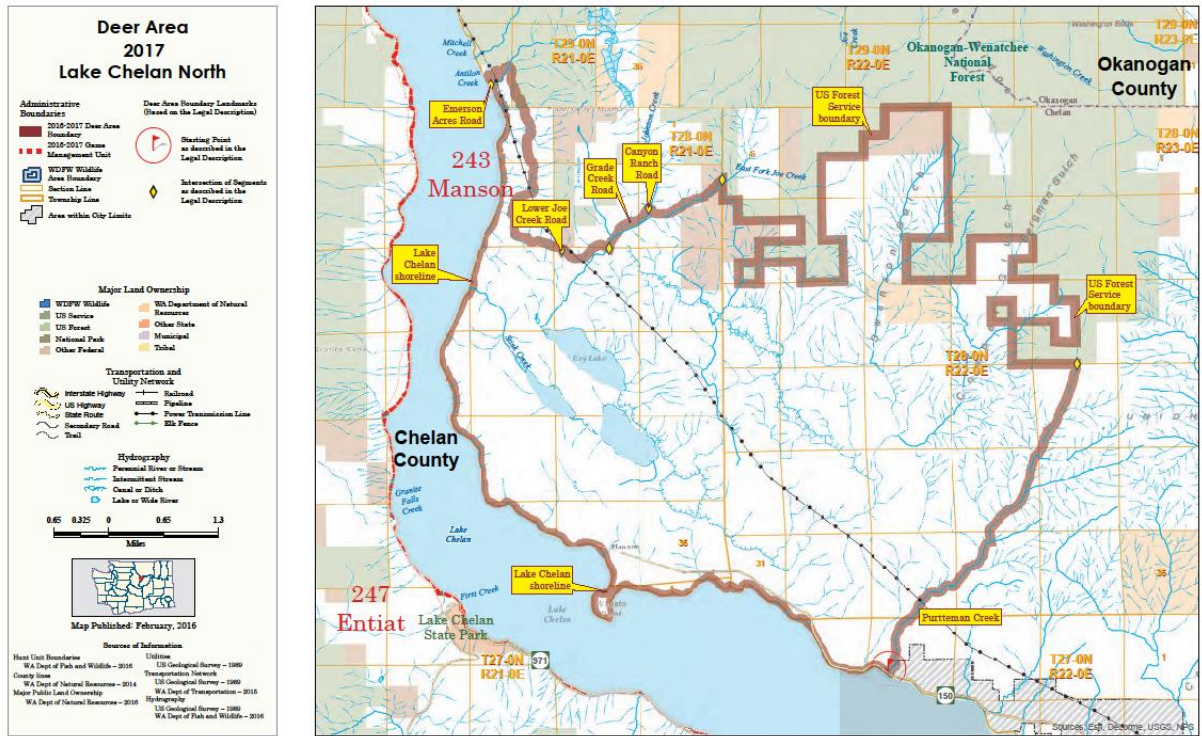 Deer Area
2017
Lake Chelan North
Administrative
Boundaries
2016-2017 Deer Area
Boundary
2016-2017 Game
Management Unit
WDFW Wildlife
Area Boundary
Section Line
Township Line
Area within City Limits
Deer Area Boundary Landmarks
(Based on the Legal Description)
Starting Point
as described in the
Legal Description
Intersection of Segments
as described in the
Legal Description
Major Land Ownership
WDFW Wildlife
US Service
US Forest
National Park
Other Federal
WA Department of Natural
Resources
Other State
Municipal
Tribal
Transportation and
Utility Network
Interstate Highway
US Highway
State Route
Secondary Road
Trail
Railroad
Pipeline
Power Transmission Line
Elk Fence
Hydrography
Perennial River or Stream
Intermittent Stream
Canal or Ditch
Lake or Wide River
0.65 0.325 0 0.65 1.3
Miles
Map Published: February, 2016
Sources of Information
Hunt Unit Boundaries
WA Dept of Fish and Wildlife – 2016
County lines
WA Dept of Natural Resources – 2014
Major Public Land Ownership
WA Dept of Natural Resources – 2016
Utilities
US Geological Survey – 1989
Transportation Network
US Geological Survey – 1989
WA Dept of Transportation – 2015
Hydrography
US Geological Survey – 1989
WA Dept of Fish and Wildlife – 2016
Mitchell
Creek
Antilon
Creek
T29-0N
R21-0E
36
T29-0N
R22-0E
Okanogan-Wenatchee
National
Forest
Washington Creek
T29-0N
R23-0E
Okanogan
County
Okanogan
Chelan
US Forest
Service
boundary
Emerson
Acres Road
243
Manson
Grade
Creek
Road
Canyon
Ranch
Road
T28-0N
R21-0E
6
East Fork Joe Creek
T28-0N
R23-0E
Lower Joe
Creek Road
Lake
Chelan
shoreline
US Forest
Service
boundary
T28-0N
R22-0E
Chelan
County
Granite
Falls
Creek
Lake
Chelan
36
31
36
Manson
Lake Chelan
shoreline
247
Entiat
First Creek
Lake Chelan
State Park
Lake
Chelan
Purtteman Creek
T27-0N
R21-0E
971
T27-0N
R22-0E
1
150
Sources: Esri, DeLorme, USGS, NPS